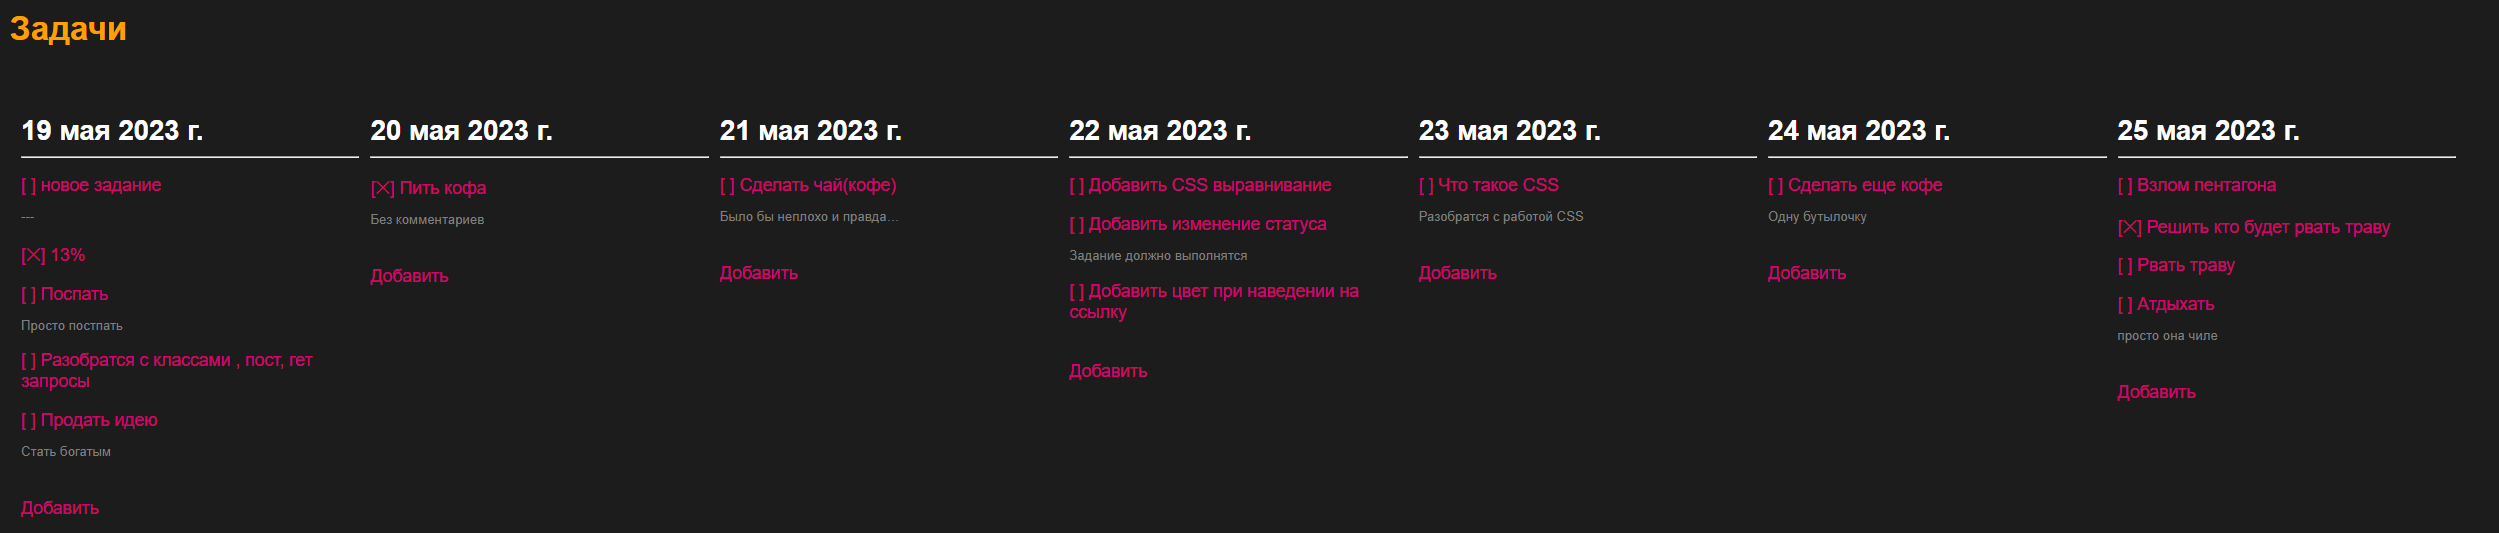 Задачи
19 мая 2023 г.
[ ] новое задание
---
[╳] 13%
[ ] Поспать
Просто постпать
[ ] Разобратся с классами , пост, гет
запросы
[ ] Продать идею
Стать богатым
Добавить
20 мая 2023 г.
[╳] Пить кофа
Без комментариев
Добавить
21 мая 2023 г.
[ ] Сделать чай(кофе)
Было бы неплохо и правда...
Добавить
22 мая 2023 г.
[ ] Добавить CSS выравнивание
[ ] Добавить изменение статуса
Задание должно выполнятся
[ ] Добавить цвет при наведении на
ссылку
Добавить
23 мая 2023 г.
[ ] Что такое CSS
Разобратся с работой CSS
Добавить
24 мая 2023 г.
[ ] Сделать еще кофе
Одну бутылочку
Добавить
25 мая 2023 г.
[ ] Взлом пентагона
[╳] Решить кто будет рвать траву
[ ] Рвать траву
[ ] Атдыхать
просто она чиле
Добавить